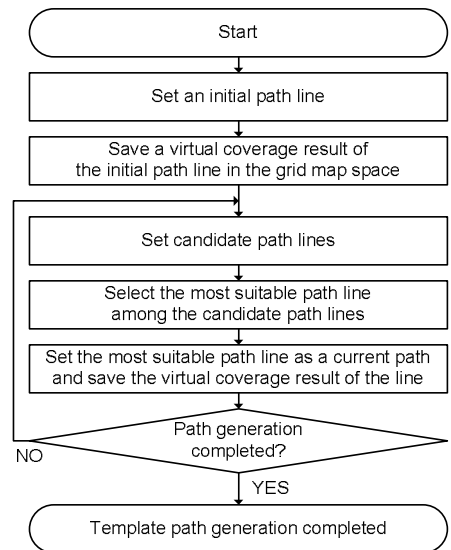 Start
Set an initial path line
Save a virtual coverage result of
the initial path line in the grid map space
Set candidate path lines
Select the most suitable path line
among the candidate path lines
Set the most suitable path line as a current path
and save the virtual coverage result of the line
Path generation
completed?
NO
YES
Template path generation completed